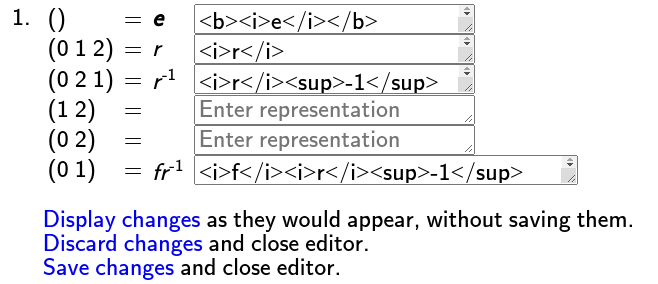 1. () = e <b><i>e</i></b>
(0 1 2) = r <i>r</i>
(0 2 1) = r-1 <i>r</i><sup>-1</sup>
(1 2) = Enter representation
(0 2) = Enter representation
(0 1) = fr-1 <i>f</i><i>r</i><sup>-1</sup>
Display changes as they would appear, without saving them.
Discard changes and close editor.
Save changes and close editor.